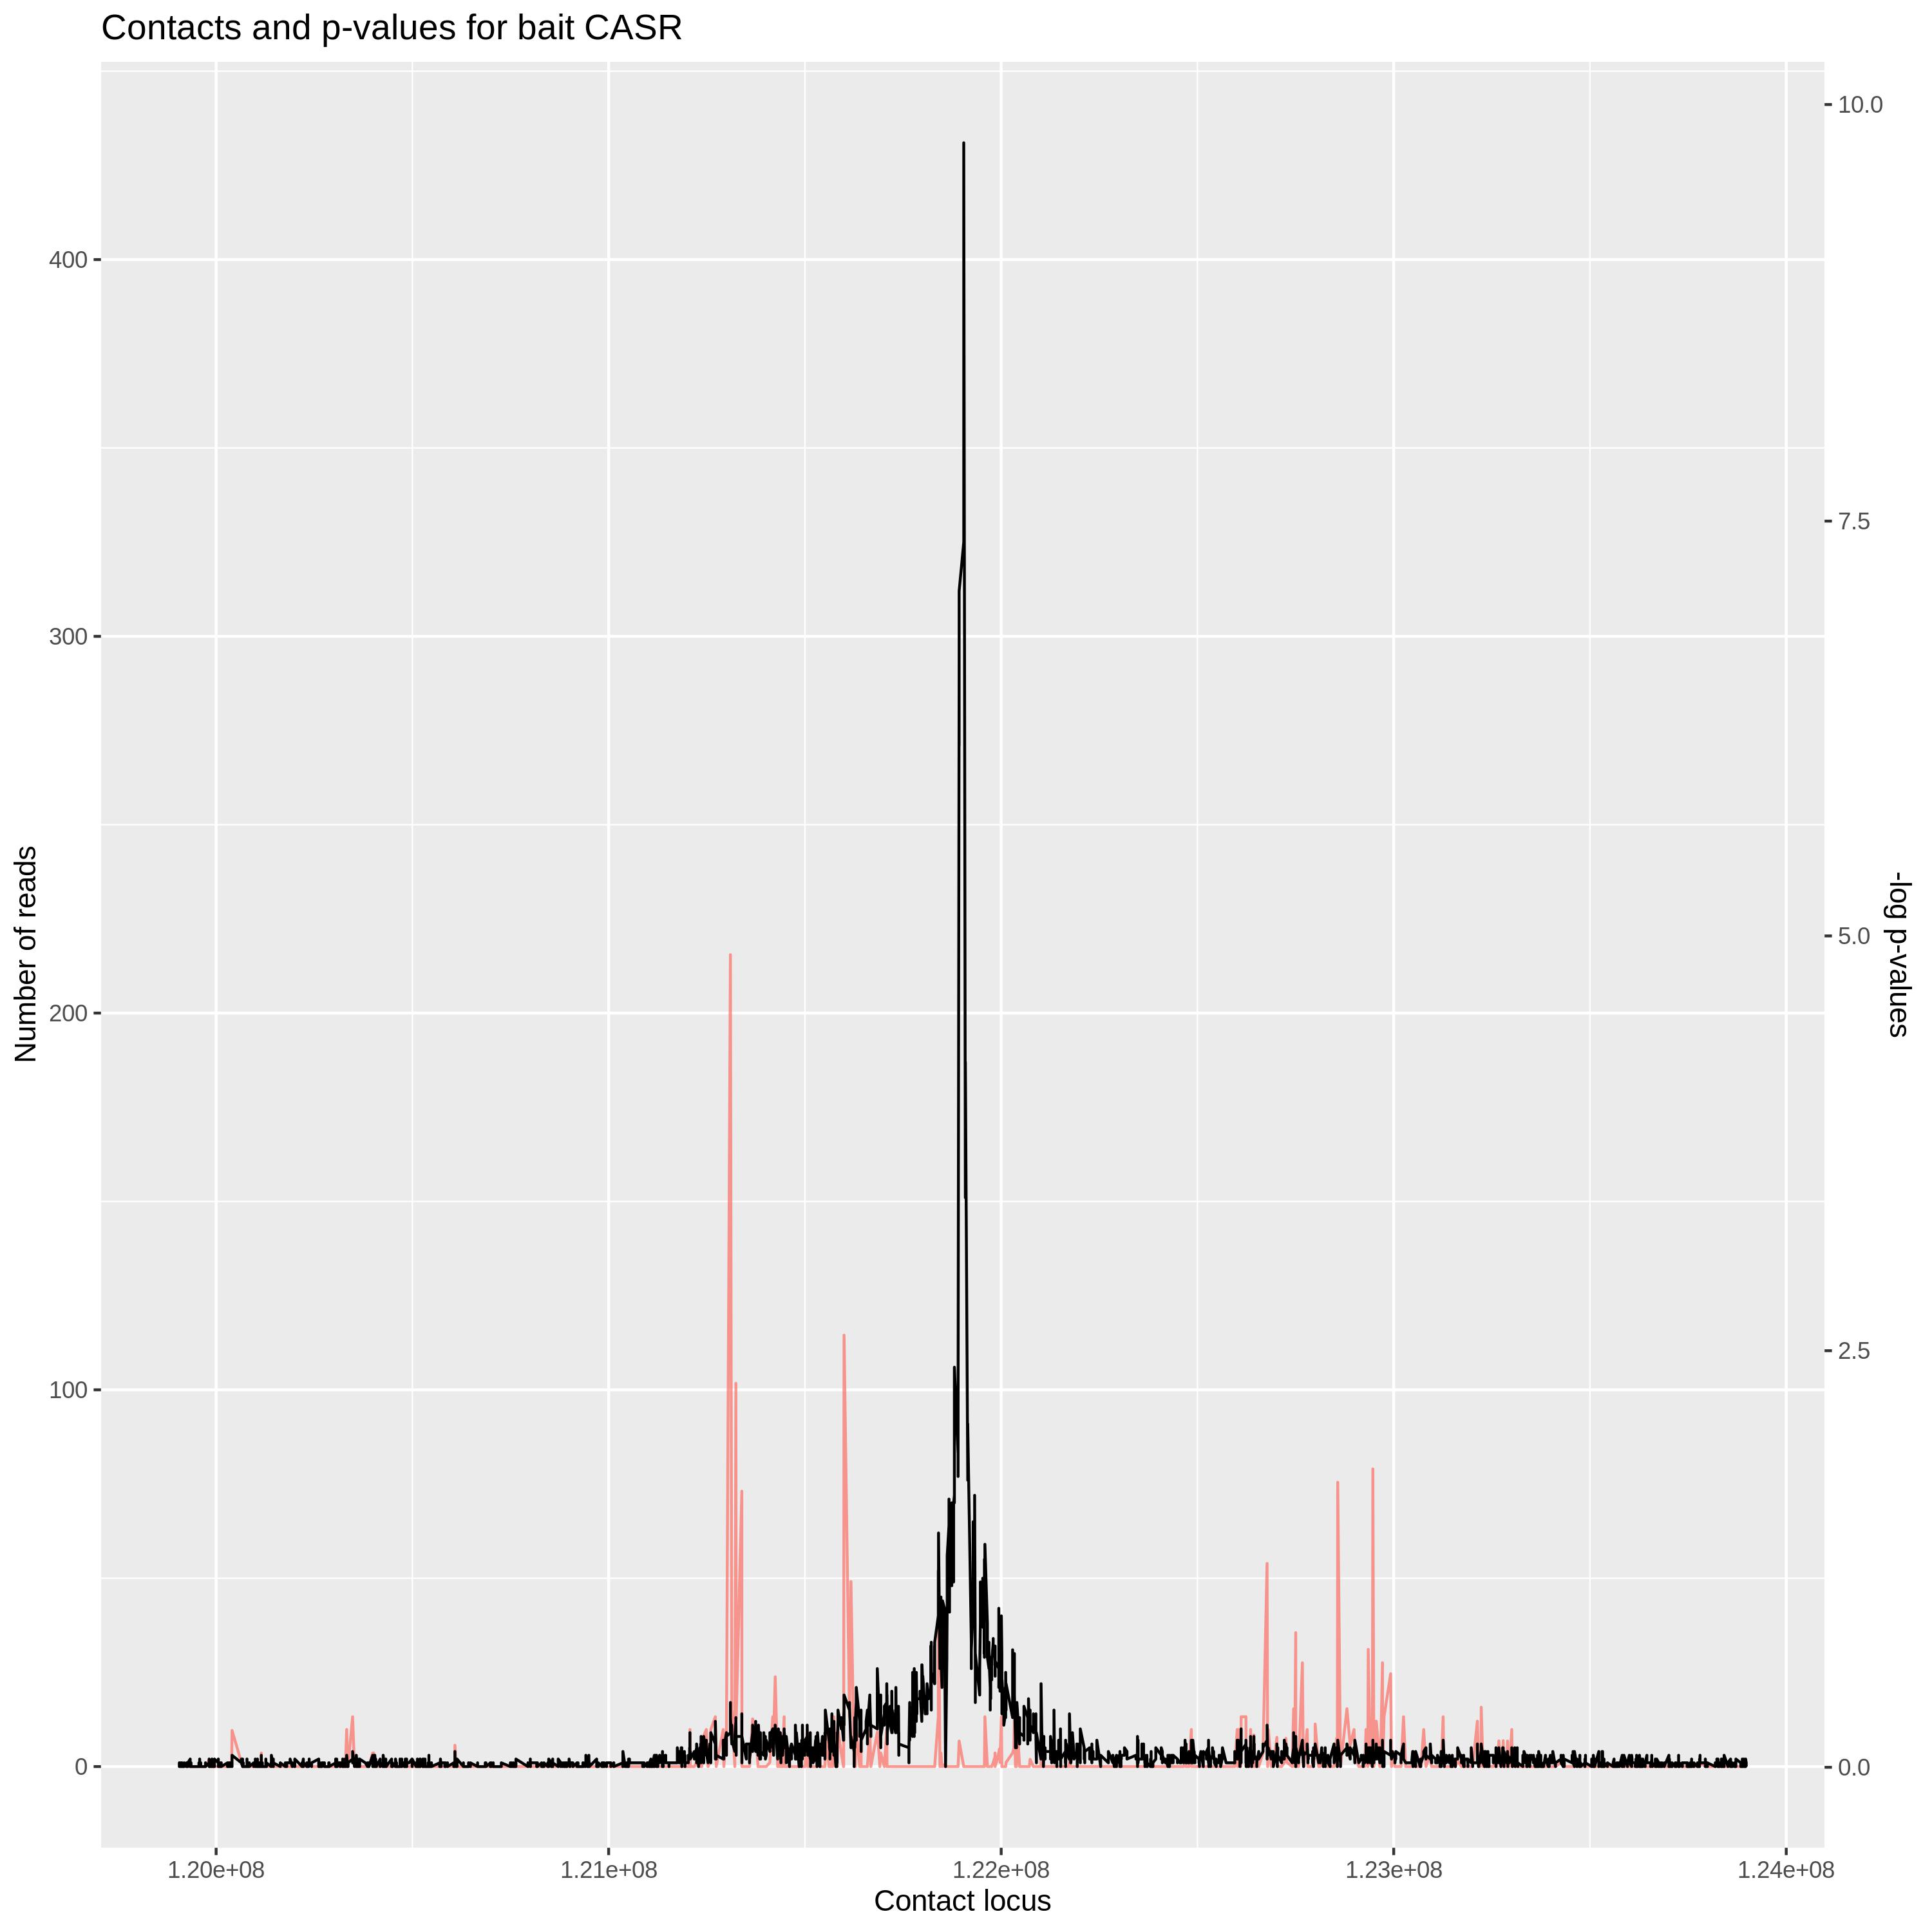 Contacts and p-values for bait CASR
Number of reads
400
300
200
100
0
10.0
7.5
5.0
2.5
0.0
-log p-values
1.20e+08
1.21e+08
1.22e+08
1.23e+08
1.24e+08
Contact locus